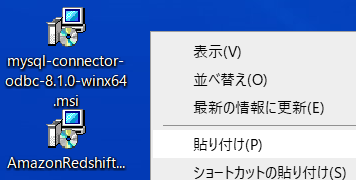 mysql-connector-
odbc-8.1.0-winx64
.msi
AmazonRedshift...
表示(V)
並べ替え(O)
最新の情報に更新(E)
貼り付け(P)
ショートカットの貼り付け(S)